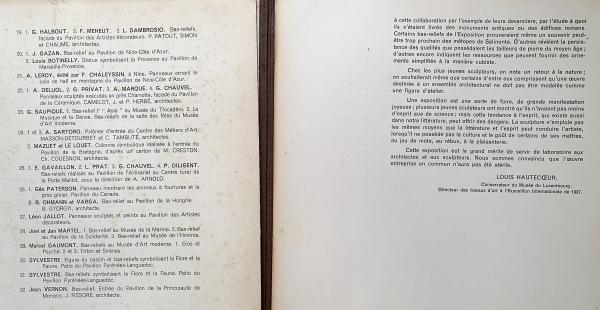 19. 1. G. HALBOUT. 2. F. MEHEUT. 3. L. DAMBROSIO. Bas-reliefs,
façade du Pavillon des Artistes décorateurs. P. PATOUT, SIMON
et CHAUME, architectes.
20. 1. J. GAZAN. Bas-relief au Pavillon de Nice-Côte d'Azur.
2. Louis BOTINELLY. Statue symbolisant la Provence au Pavillon de
Marseille-Provence.
21. A. LEROY, édité par F. CHALEYSSIN, à Nice. Panneaux ornant le
coin de hall en montagne du Pavillon de Nice-Côte d'Azur.
22. 1. A. DELUOL. 2. G. PRIVAT. 3. A. MARQUE. 4. G. CHAUVEL.
Panneaux sculptés exécutés en grès Chamotte, façade du Pavillon
de la Céramique. CAMELOT, J. et P. HERBÉ, architectes.
23. G. SAUPIQUE. 1. Bas-relief l'" Asie " au Musée du Trocadéro. 2. La
Musique et la Danse. Bas-reliefs de la salle des fêtes du Musée
d'Art moderne.
24. 1 et 3. A. SARTORIO. Pylônes d'entrée du Centre des Métiers d'Art.
MASSON-DETOURBET et C. TAMBUTÉ, architectes.
2. MAZUET et LE LOUET. Colonne symbolique réalisée à l'entrée du
Pavillon de la Bretagne, d'après un carton de M. CRESTON.
Ch. COUESNON, architecte.
25. 1. E. GAVAILLON. 2. L. PRAT. 3. G. CHAUVEL. 4. P. DILIGENT.
Bas-reliefs réalisés au Pavillon de l'Artisanat au Centre rural de
la Porte Maillot, sous la direction de A. ARNOLD.
26. 1. Géo PATERSON. Panneau montrant les animaux à fourrures et le
gros gibier. Pavillon du Canada.
2. B. OHMANN et VARGA. Bas-relief au Pavillon de la Hongrie.
B. GYORGYI, architecte.
27. Léon JALLOT. Panneaux sculptés et peints au Pavillon des Artistes
décorateurs.
28. Joel et Jan MARTEL. 1. Bas-relief au Musée de la Marine. 2. Bas-relief
au Pavillon de la Solidarité. 3. Bas-relief au Musée de l'Homme.
29. Marcel GAUMONT. Bas-reliefs au Musée d'Art moderne. 1. Eros et
Psyché. 2 et 3. Triton et Sirènes.
30. SYLVESTRE. Figure du bassin et bas-reliefs symbolisant la Flore et la
Faune. Patio du Pavillon Pyrénées-Languedoc.
31. SYLVESTRE. Bas-reliefs symbolisant la Flore et la Faune. Patio du
Pavillon Pyrénées-Languedoc.
32. Jean VERNON. Bas-relief. Entrée du Pavillon de la Principauté de
Monaco. J. FISSORE, architecte.
à cette collaboration par l'exemple de leurs devanciers, par l'étude à quoi
ils s'étaient livrés des monuments antiques ou des édifices romans.
Certains bas-reliefs de l'Exposition prouveraient même un souvenir peut-
être trop prochain des métopes de Sélinonte. D'autres révèlent la persis-
tance des qualités que possédaient les tailleurs de pierre du moyen âge;
d'autres encore indiquent les ressources que peuvent fournir des orne-
ments simplifiés à la manière cubiste.
Chez les plus jeunes sculpteurs, on note un retour à la nature;
on souhaiterait même que certains d'entre eux comprissent qu'une œuvre
destinée à un ensemble architectural ne doit pas être modelée comme
une figure d'atelier.
Une exposition est une sorte de foire, de grande manifestation
joyeuse; plusieurs jeunes sculpteurs ont montré qu'ils n'avaient pas moins
d'esprit que de science; mais cette tendance à l'esprit, qui existe aussi
dans notre littérature, peut offrir des dangers. La sculpture n'emploie pas
les mêmes moyens que la littérature et l'esprit peut conduire l'artiste,
lorsqu'il ne possède pas la culture et le goût de certains de ses maîtres,
au jeu de mots, au rébus, à la plaisanterie.
Cette exposition a eu le grand mérite de servir de laboratoire aux
architectes et aux sculpteurs. Nous sommes convaincu que l'œuvre
entreprise en commun n'aura pas été stérile.
LOUIS HAUTECŒUR,
Conservateur du Musée du Luxembourg.
Directeur des travaux d'art à l'Exposition Internationale de 1937.